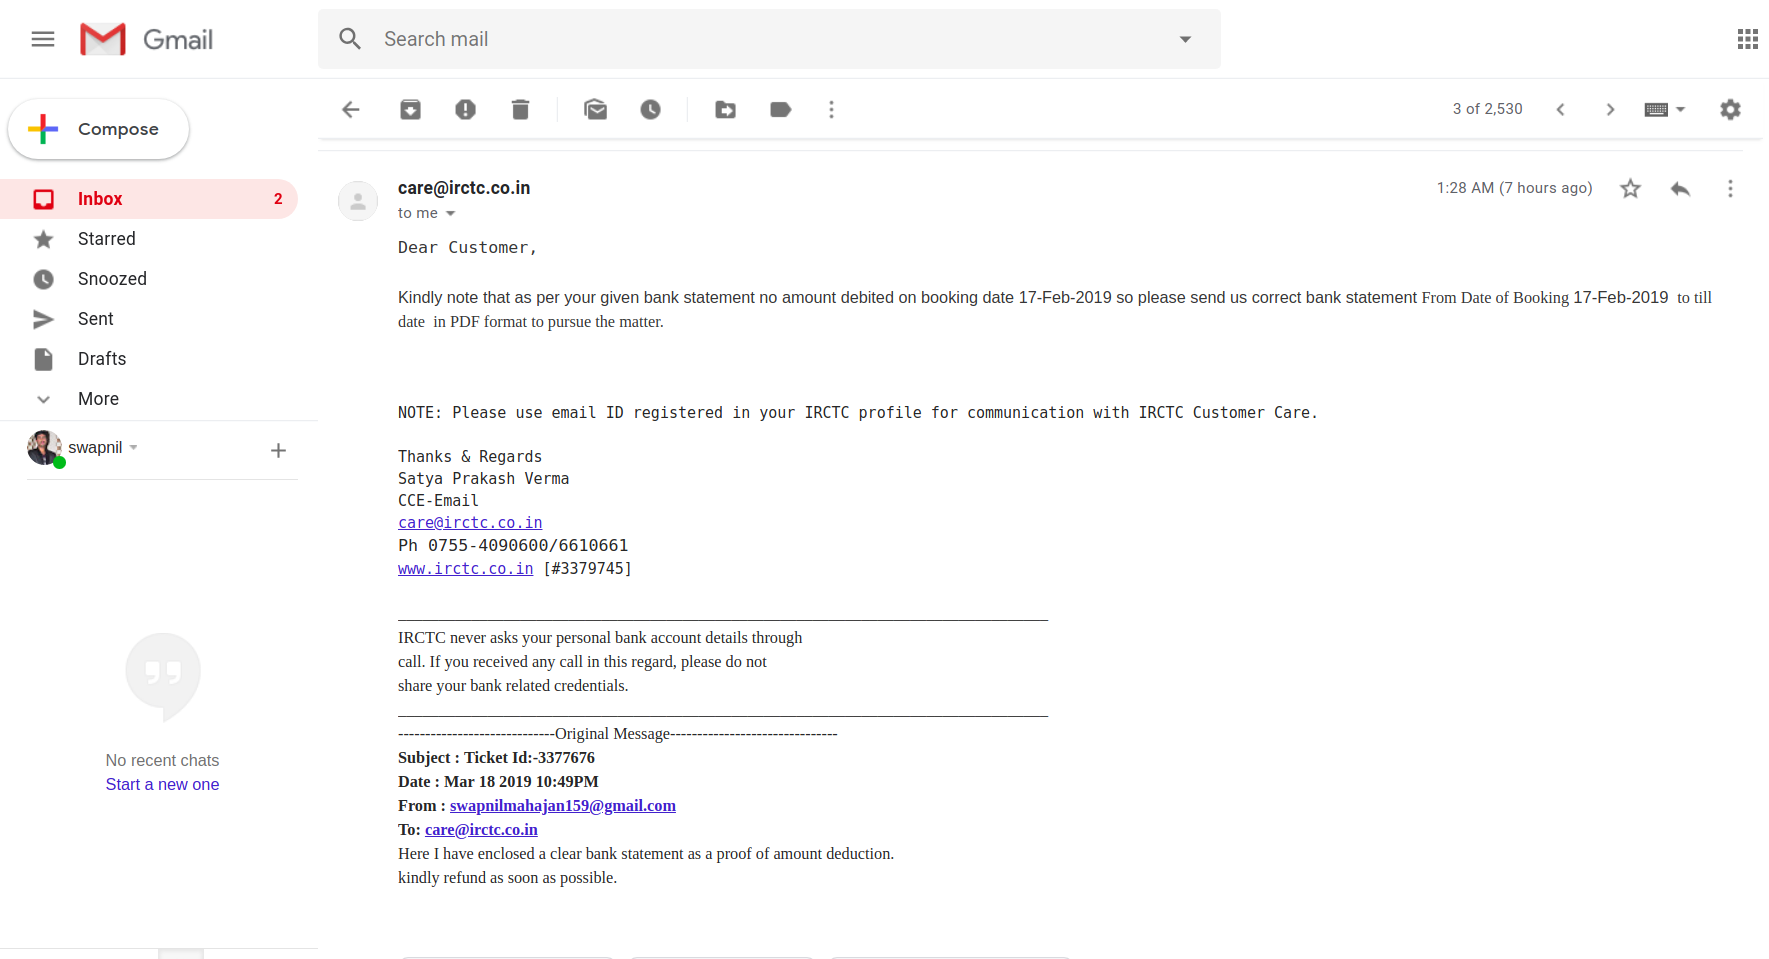 Gmail
Search mail
Compose
3 of 2,530
Inbox 2
Starred
Snoozed
Sent
Drafts
More
swapnil
No recent chats
Start a new one
care@irctc.co.in
1:28 AM (7 hours ago)
to me
Dear Customer,
Kindly note that as per your given bank statement no amount debited on booking date 17-Feb-2019 so please send us correct bank statement From Date of Booking 17-Feb-2019  to till
date  in PDF format to pursue the matter.
NOTE: Please use email ID registered in your IRCTC profile for communication with IRCTC Customer Care.
Thanks & Regards
Satya Prakash Verma
CCE-Email
care@irctc.co.in
Ph 0755-4090600/6610661
www.irctc.co.in [#3379745]
IRCTC never asks your personal bank account details through
call. If you received any call in this regard, please do not
share your bank related credentials.
-----------------------------Original Message-------------------------------
Subject : Ticket Id:-3377676
Date : Mar 18 2019 10:49PM
From : swapnilmahajan159@gmail.com
To: care@irctc.co.in
Here I have enclosed a clear bank statement as a proof of amount deduction.
kindly refund as soon as possible.